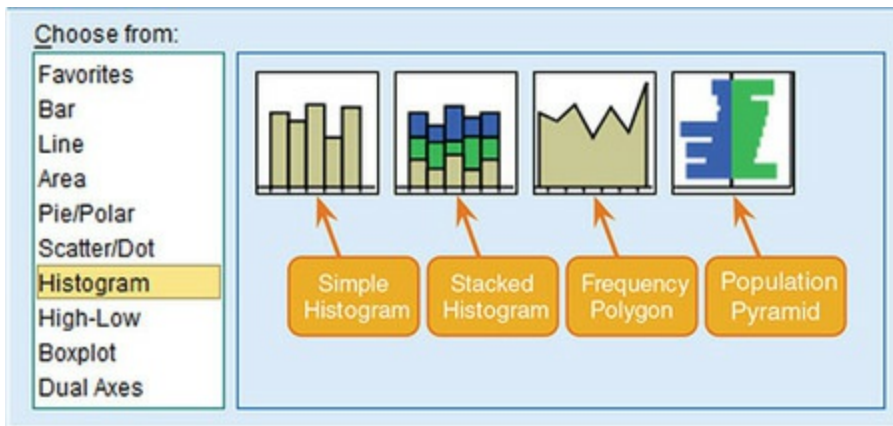 Choose from:
Favorites
Bar
Line
Area
Pie/Polar
Scatter/Dot
Histogram
High-Low
Boxplot
Dual Axes
Simple
Histogram
Stacked
Histogram
Frequency
Polygon
Population
Pyramid